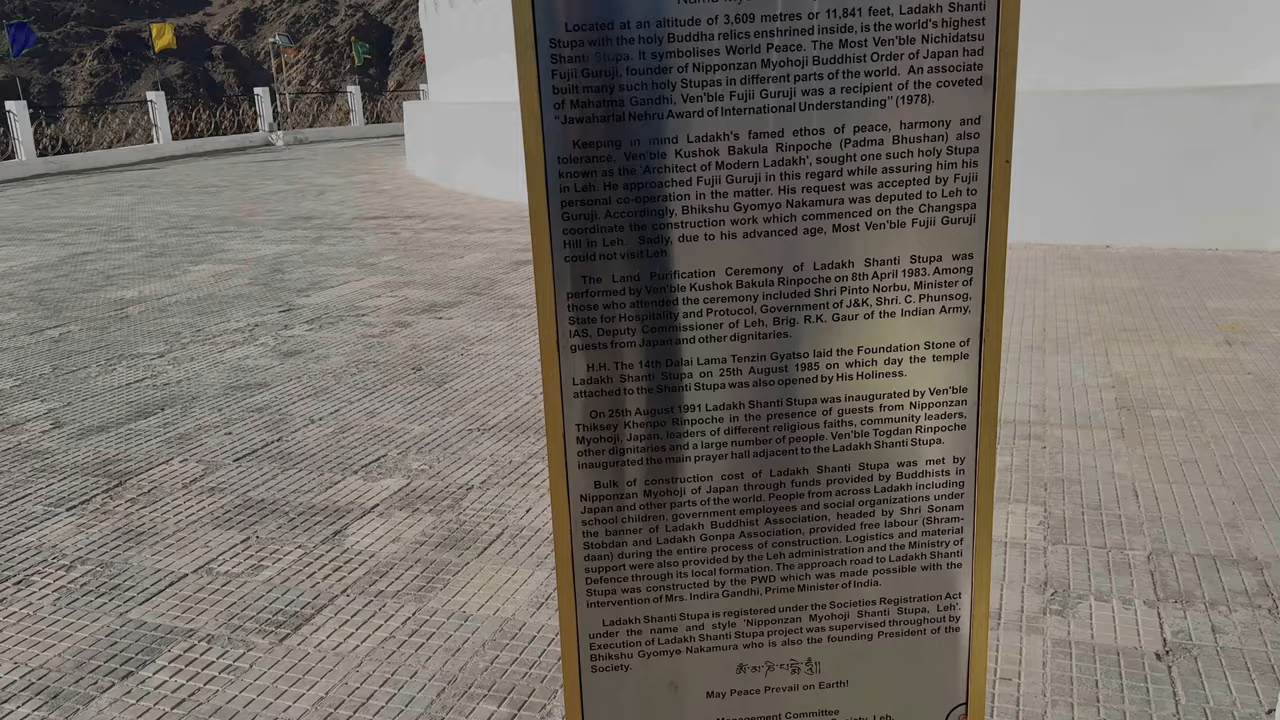 Located at an altitude of 3,609 metres or 11,841 feet, Ladakh Shanti
Stupa with the holy Buddha relics enshrined inside, is the world's highest
Shanti Stupa. It symbolises World Peace. The Most Ven'ble Nichidatsu
Fujii Guruji, founder of Nipponzan Myohoji Buddhist Order of Japan had
built many such holy Stupas in different parts of the world. An associate
of Mahatma Gandhi, Ven'ble Fujii Guruji was a recipient of the coveted
“Jawaharlal Nehru Award of International Understanding” (1978).
Keeping in mind Ladakh's famed ethos of peace, harmony and
tolerance, Ven'ble Kushok Bakula Rinpoche (Padma Bhushan) also
known as the 'Architect of Modern Ladakh', sought one such holy Stupa
in Leh. He approached Fujii Guruji in this regard while assuring him his
personal co-operation in the matter. His request was accepted by Fujii
Guruji. Accordingly, Bhikshu Gyomyo Nakamura was deputed to Leh to
coordinate the construction work which commenced on the Changspa
Hill in Leh. Sadly, due to his advanced age, Most Ven'ble Fujii Guruji
could not visit Leh
The Land Purification Ceremony of Ladakh Shanti Stupa was
performed by Ven'ble Kushok Bakula Rinpoche on 8th April 1983. Among
those who attended the ceremony included Shri Pinto Norbu, Minister of
State for Hospitality and Protocol, Government of J&K, Shri. C. Phunsog,
IAS, Deputy Commissioner of Leh, Brig. R.K. Gaur of the Indian Army,
guests from Japan and other dignitaries.
H.H. The 14th Dalai Lama Tenzin Gyatso laid the Foundation Stone of
Ladakh Shanti Stupa on 25th August 1985 on which day the temple
attached to the Shanti Stupa was also opened by His Holiness.
On 25th August 1991 Ladakh Shanti Stupa was inaugurated by Ven'ble
Thiksey Khenpo Rinpoche in the presence of guests from Nipponzan
Myohoji, Japan, leaders of different religious faiths, community leaders,
other dignitaries and a large number of people. Ven'ble Togdan Rinpoche
inaugurated the main prayer hall adjacent to the Ladakh Shanti Stupa.
Bulk of construction cost of Ladakh Shanti Stupa was met by
Nipponzan Myohoji of Japan through funds provided by Buddhists in
Japan and other parts of the world. People from across Ladakh including
school children, government employees and social organizations under
the banner of Ladakh Buddhist Association, headed by Shri Sonam
Stobdan and Ladakh Gonpa Association, provided free labour (Shram-
daan) during the entire process of construction. Logistics and material
support were also provided by the Leh administration and the Ministry of
Defence through its local formation. The approach road to Ladakh Shanti
Stupa was constructed by the PWD which was made possible with the
intervention of Mrs. Indira Gandhi, Prime Minister of India.
Ladakh Shanti Stupa is registered under the Societies Registration Act
under the name and style 'Nipponzan Myohoji Shanti Stupa, Leh'.
Execution of Ladakh Shanti Stupa project was supervised throughout by
Bhikshu Gyomyo Nakamura who is also the founding President of the
Society.
ༀ་མ་ཎི་པདྨེ་ཧཱུྃ།།
May Peace Prevail on Earth!
Management Committee
Society, Leh.